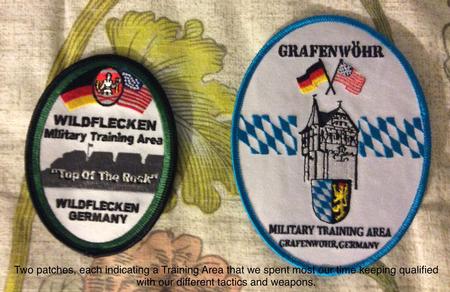 WILDFLECKEN
Military Training Area
"Top Of The Rock"
WILDFLECKEN
GERMANY
GRAFENWÖHR
MILITARY TRAINING AREA
GRAFENWOHR, GERMANY
Two patches, each indicating a Training Area that we spent most our time keeping qualified
with our different tactics and weapons.